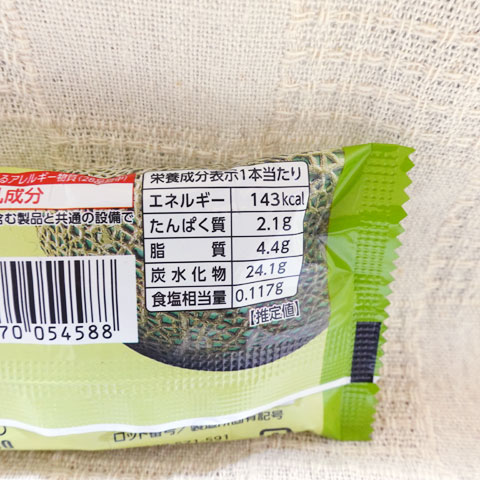 るアレルギー物質(28品目中)
乳成分
含む製品と共通の設備で
栄養成分表示1本当たり
エネルギー 143kcal
たんぱく質 2.1g
脂質 4.4g
炭水化物 24.1g
食塩相当量 0.117g
【推定値】
70 054588
ロット番号/製造所固有記号